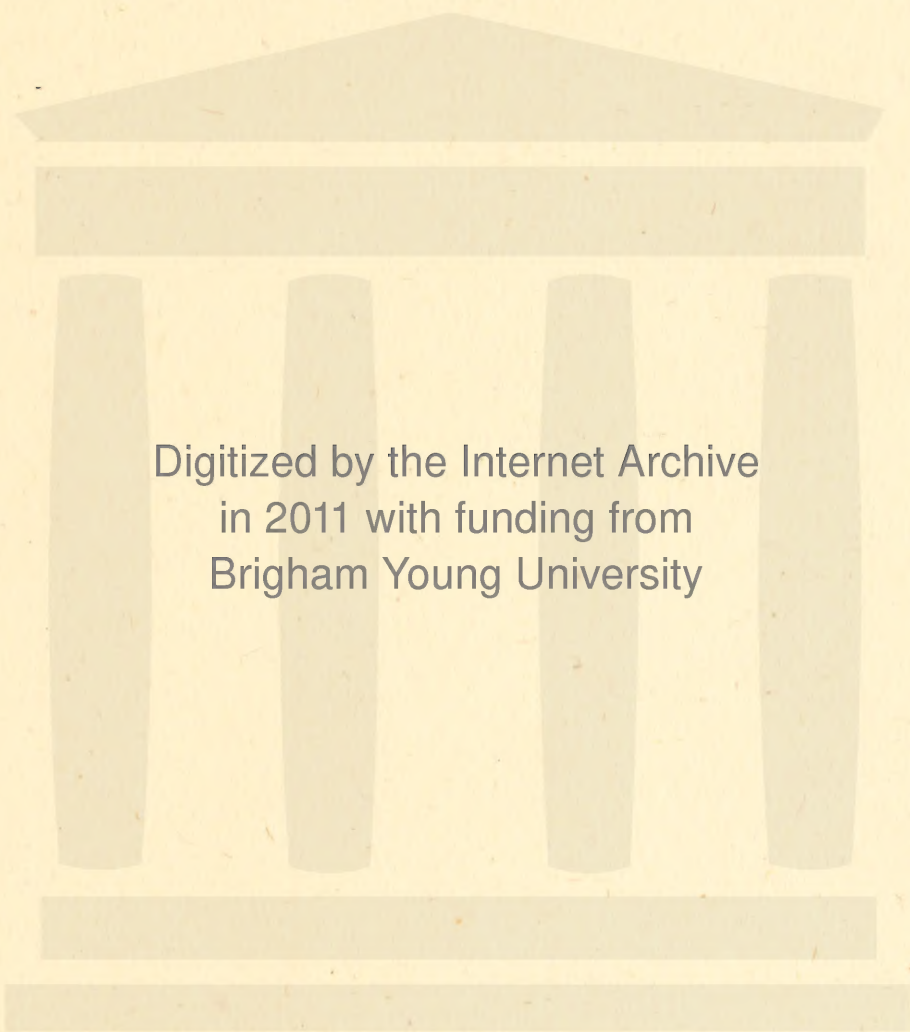 Digitized by the Internet Archive
in 2011 with funding from
Brigham Young University